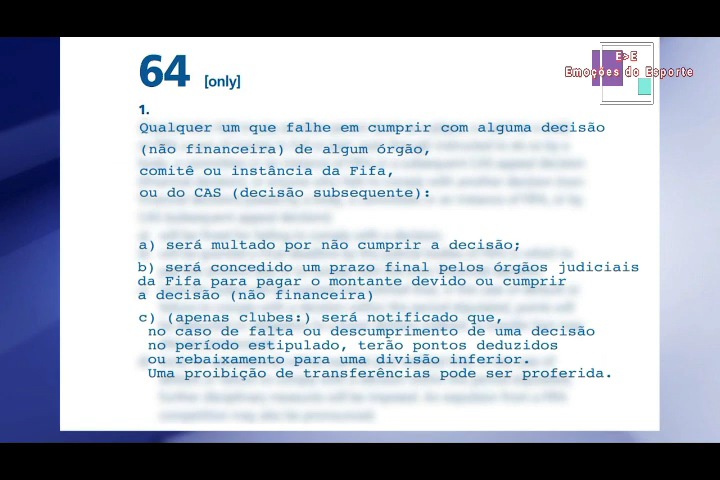 E>E
Emoções do Esporte
64 [only]
1.
Qualquer um que falhe em cumprir com alguma decisão
(não financeira) de algum órgão,
comitê ou instância da Fifa,
ou do CAS (decisão subsequente):
a) será multado por não cumprir a decisão;
b) será concedido um prazo final pelos órgãos judiciais
da Fifa para pagar o montante devido ou cumprir
a decisão (não financeira)
c) (apenas clubes:) será notificado que,
no caso de falta ou descumprimento de uma decisão
no período estipulado, terão pontos deduzidos
ou rebaixamento para uma divisão inferior.
Uma proibição de transferências pode ser proferida.